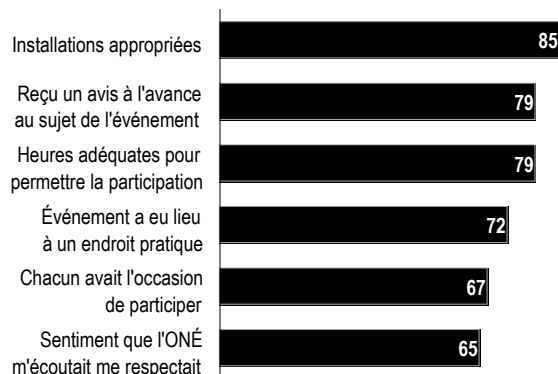 Installations appropriées
85
Reçu un avis à l'avance
au sujet de l'événement
79
Heures adéquates pour
permettre la participation
79
Événement a eu lieu
à un endroit pratique
72
Chacun avait l'occasion
de participer
67
Sentiment que l'ONÉ
m'écoutait me respectait
65